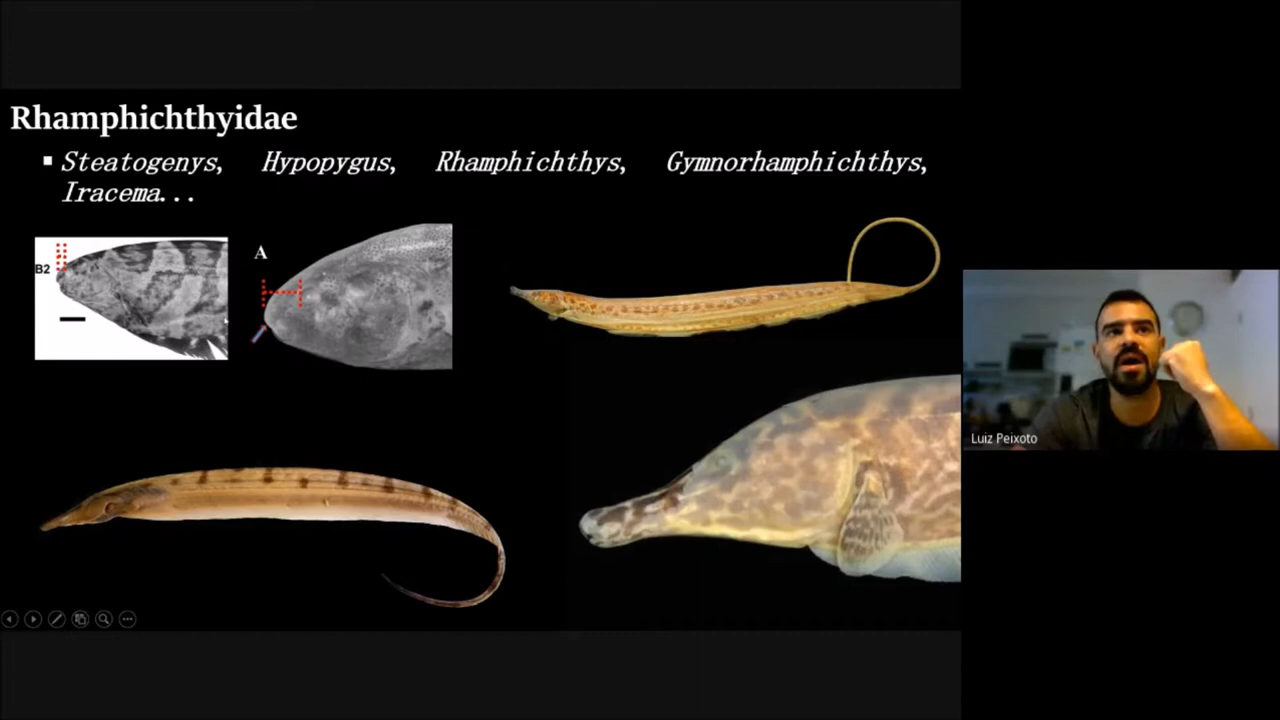 Rhamphichthyidae
▪ Steatogenys, Hypopygus, Rhamphichthys, Gymnorhamphichthys,
Iracema...
B2
A
Luiz Peixoto